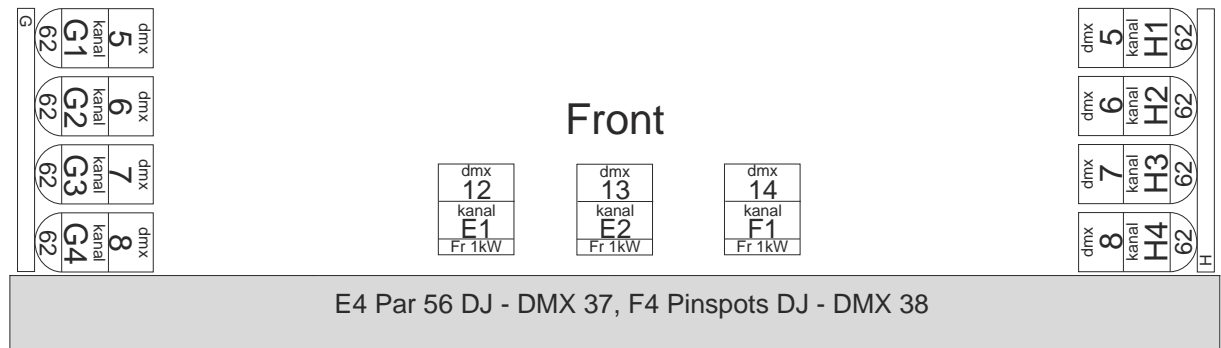 G
62
G1
kanal
5
dmx
62
G2
kanal
6
dmx
62
G3
kanal
7
dmx
62
G4
kanal
8
dmx
Front
dmx
12
kanal
E1
Fr 1kW
dmx
13
kanal
E2
Fr 1kW
dmx
14
kanal
F1
Fr 1kW
dmx
5
kanal
H1
62
dmx
6
kanal
H2
62
dmx
7
kanal
H3
62
dmx
8
kanal
H4
62
H
E4 Par 56 DJ - DMX 37, F4 Pinspots DJ - DMX 38